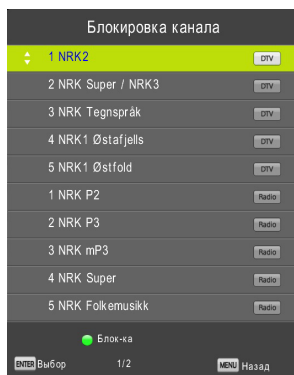 Блокировка канала
1 NRK2 DTV
2 NRK Super / NRK3 DTV
3 NRK Tegnspråk DTV
4 NRK1 Østafjells DTV
5 NRK1 Østfold DTV
1 NRK P2 Radio
2 NRK P3 Radio
3 NRK mP3 Radio
4 NRK Super Radio
5 NRK Folkemusikk Radio
Блок-ка
ENTER Выбор 1/2 MENU Назад